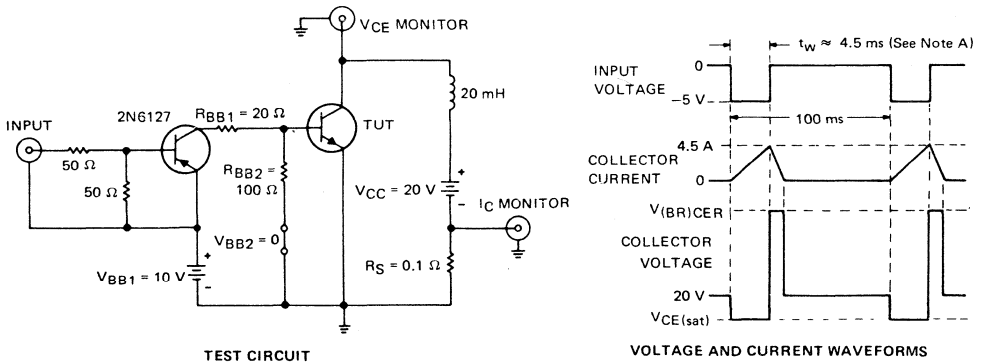 VCE MONITOR
20 mH
INPUT
2N6127
RBB1 = 20 Ω
TUT
50 Ω
50 Ω
RBB2 =
100 Ω
VCC = 20 V
+
-
IC MONITOR
VBB2 = 0
RS = 0.1 Ω
VBB1 = 10 V
+
-
TEST CIRCUIT
tw ≈ 4.5 ms (See Note A)
INPUT
VOLTAGE
0
-5 V
100 ms
COLLECTOR
CURRENT
4.5 A
0
V(BR)CER
COLLECTOR
VOLTAGE
20 V
VCE(sat)
VOLTAGE AND CURRENT WAVEFORMS